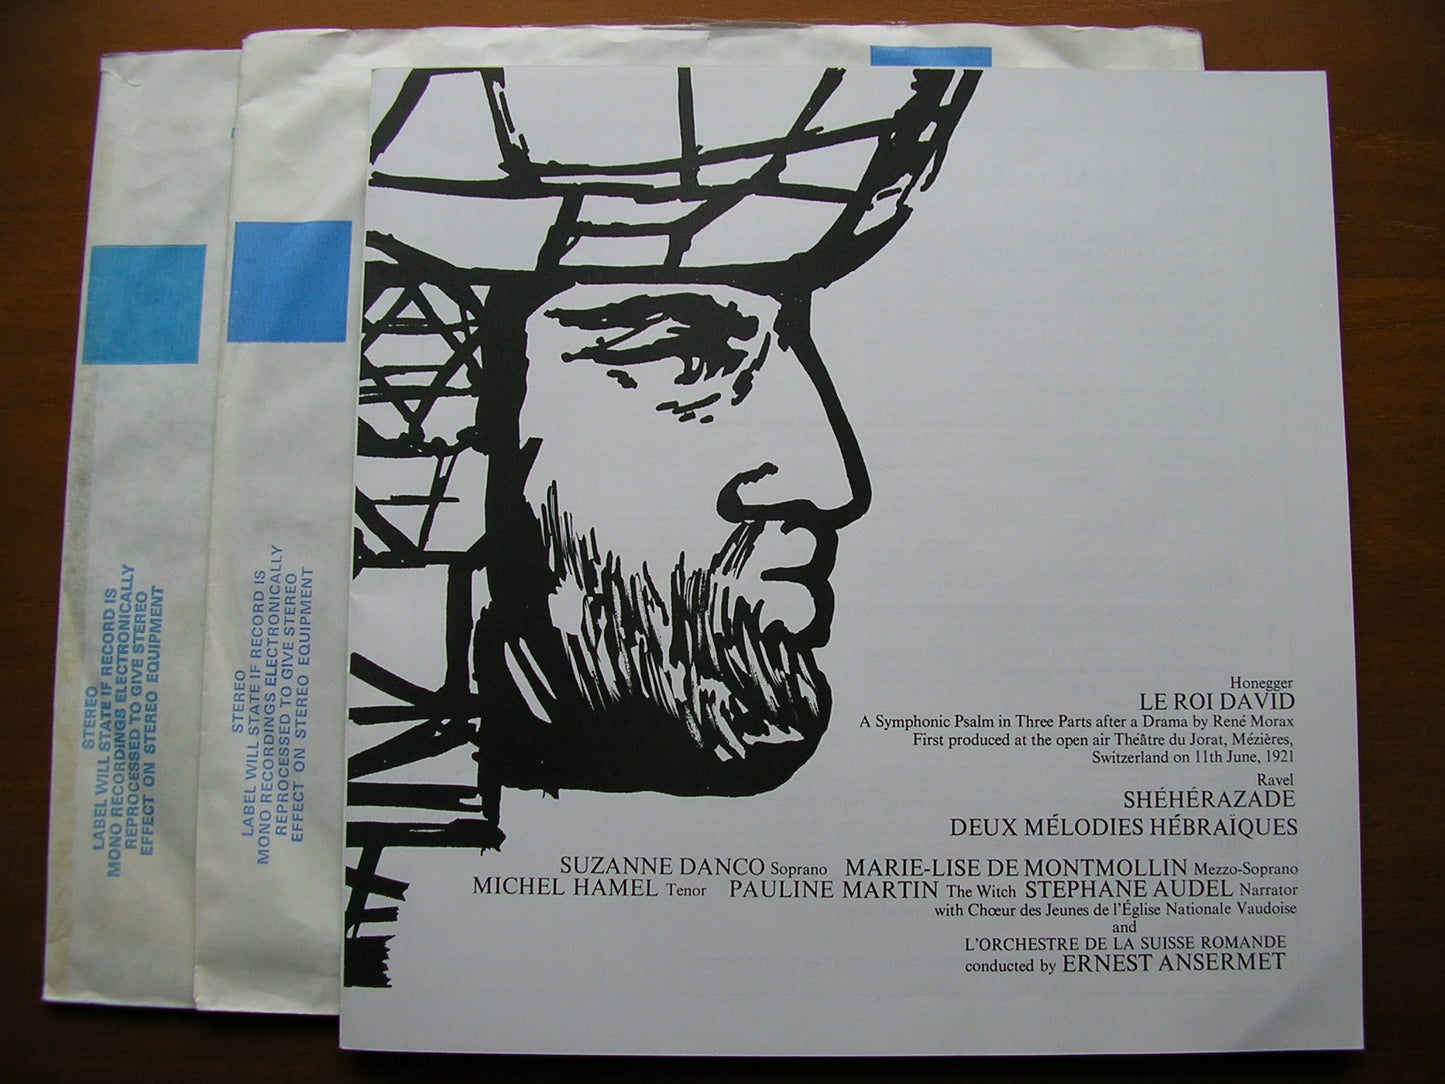 STEREO
LABEL WILL STATE IF RECORD IS
MONO RECORDINGS ELECTRONICALLY
REPROCESSED TO GIVE STEREO
EFFECT ON STEREO EQUIPMENT
STEREO
LABEL WILL STATE IF RECORD IS
MONO RECORDINGS ELECTRONICALLY
REPROCESSED TO GIVE STEREO
EFFECT ON STEREO EQUIPMENT
Honegger
LE ROI DAVID
A Symphonic Psalm in Three Parts after a Drama by René Morax
First produced at the open air Théâtre du Jorat, Mézières,
Switzerland on 11th June, 1921
Ravel
SHÉHÉRAZADE
DEUX MÉLODIES HÉBRAÏQUES
SUZANNE DANCO Soprano MARIE-LISE DE MONTMOLLIN Mezzo-Soprano
MICHEL HAMEL Tenor PAULINE MARTIN The Witch STEPHANE AUDEL Narrator
with Chœur des Jeunes de l'Église Nationale Vaudoise
and
L'ORCHESTRE DE LA SUISSE ROMANDE
conducted by ERNEST ANSERMET